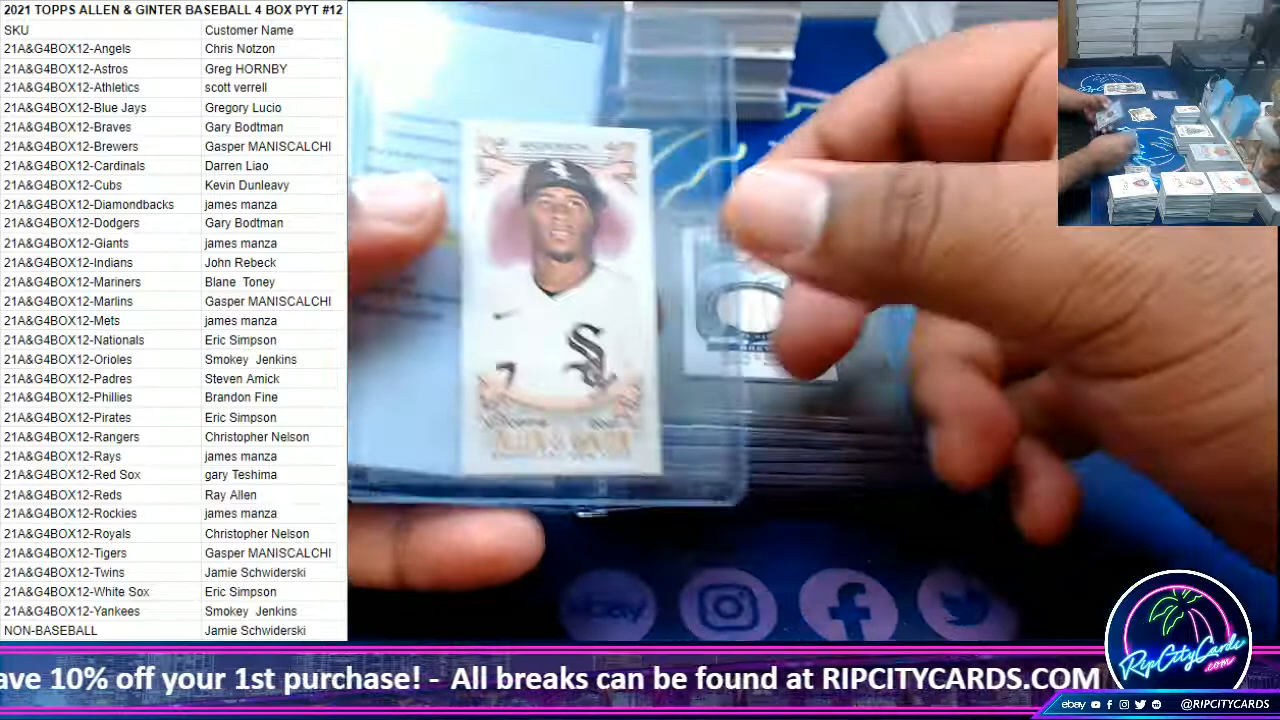 2021 TOPPS ALLEN & GINTER BASEBALL 4 BOX PYT #12
SKU Customer Name
21A&G4BOX12-Angels Chris Notzon
21A&G4BOX12-Astros Greg HORNBY
21A&G4BOX12-Athletics scott verrell
21A&G4BOX12-Blue Jays Gregory Lucio
21A&G4BOX12-Braves Gary Bodtman
21A&G4BOX12-Brewers Gasper MANISCALCHI
21A&G4BOX12-Cardinals Darren Liao
21A&G4BOX12-Cubs Kevin Dunleavy
21A&G4BOX12-Diamondbacks james manza
21A&G4BOX12-Dodgers Gary Bodtman
21A&G4BOX12-Giants james manza
21A&G4BOX12-Indians John Rebeck
21A&G4BOX12-Mariners Blane Toney
21A&G4BOX12-Marlins Gasper MANISCALCHI
21A&G4BOX12-Mets james manza
21A&G4BOX12-Nationals Eric Simpson
21A&G4BOX12-Orioles Smokey Jenkins
21A&G4BOX12-Padres Steven Amick
21A&G4BOX12-Phillies Brandon Fine
21A&G4BOX12-Pirates Eric Simpson
21A&G4BOX12-Rangers Christopher Nelson
21A&G4BOX12-Rays james manza
21A&G4BOX12-Red Sox gary Teshima
21A&G4BOX12-Reds Ray Allen
21A&G4BOX12-Rockies james manza
21A&G4BOX12-Royals Christopher Nelson
21A&G4BOX12-Tigers Gasper MANISCALCHI
21A&G4BOX12-Twins Jamie Schwiderski
21A&G4BOX12-White Sox Eric Simpson
21A&G4BOX12-Yankees Smokey Jenkins
NON-BASEBALL Jamie Schwiderski
Sox
7
ALLEN & GINTER
ebay
RipCityCards
.com
ave 10% off your 1st purchase! - All breaks can be found at RIPCITYCARDS.COM
ebay @RIPCITYCARDS